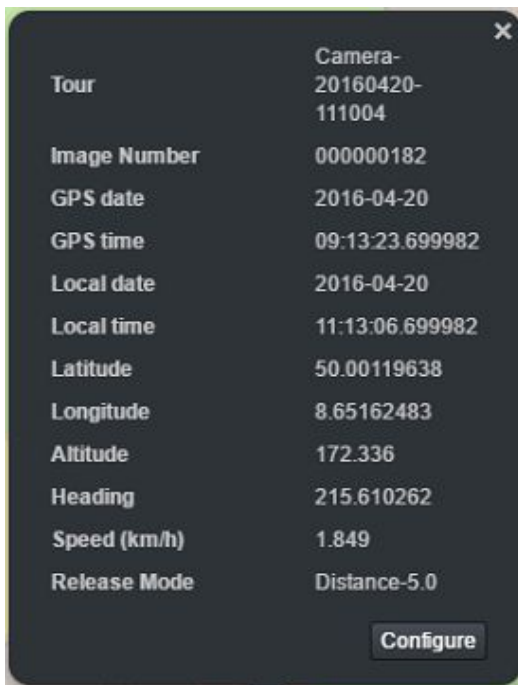 ×
Camera-
Tour 20160420-
111004
Image Number 000000182
GPS date 2016-04-20
GPS time 09:13:23.699982
Local date 2016-04-20
Local time 11:13:06.699982
Latitude 50.00119638
Longitude 8.65162483
Altitude 172.336
Heading 215.610262
Speed (km/h) 1.849
Release Mode Distance-5.0
Configure